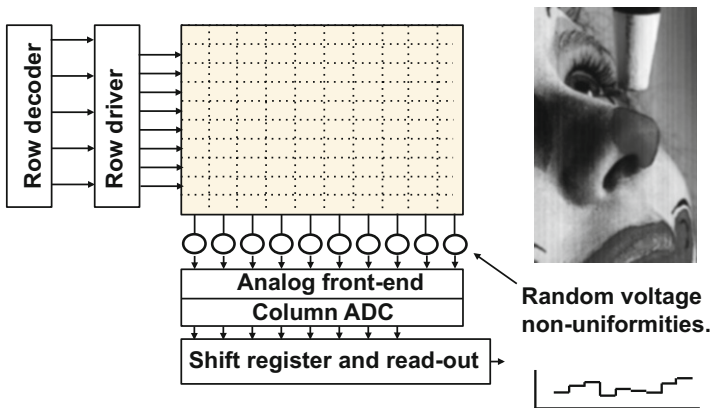 Row decoder
Row driver
Analog front-end
Column ADC
Shift register and read-out
Random voltage
non-uniformities.